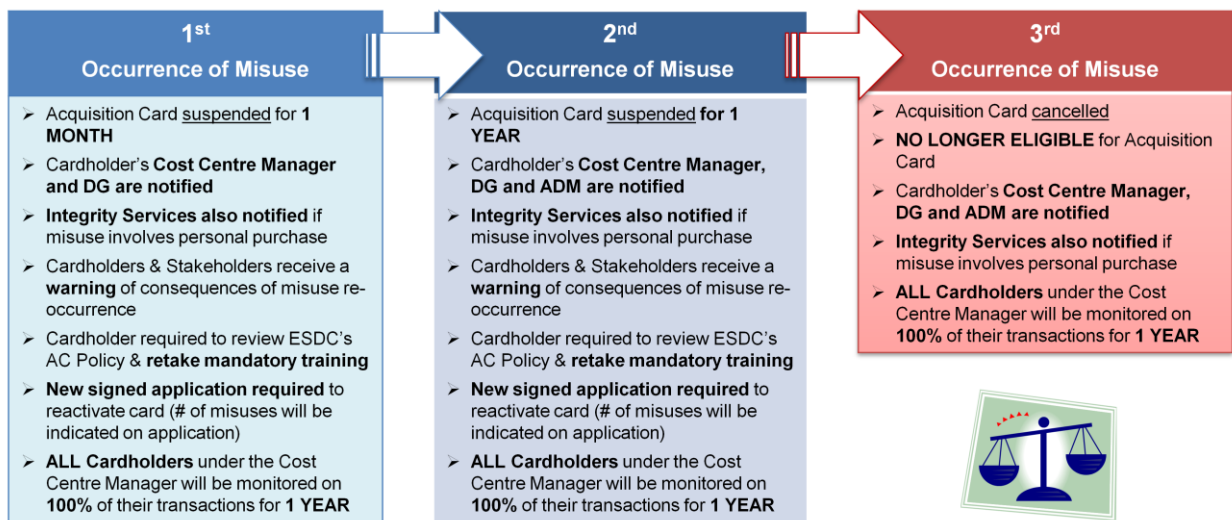 1st
Occurrence of Misuse
➢ Acquisition Card suspended for 1
MONTH
➢ Cardholder's Cost Centre Manager
and DG are notified
➢ Integrity Services also notified if
misuse involves personal purchase
➢ Cardholders & Stakeholders receive a
warning of consequences of misuse re-
occurrence
➢ Cardholder required to review ESDC's
AC Policy & retake mandatory training
➢ New signed application required to
reactivate card (# of misuses will be
indicated on application)
➢ ALL Cardholders under the Cost
Centre Manager will be monitored on
100% of their transactions for 1 YEAR
2nd
Occurrence of Misuse
➢ Acquisition Card suspended for 1
YEAR
➢ Cardholder's Cost Centre Manager,
DG and ADM are notified
➢ Integrity Services also notified if
misuse involves personal purchase
➢ Cardholders & Stakeholders receive a
warning of consequences of misuse re-
occurrence
➢ Cardholder required to review ESDC's
AC Policy & retake mandatory training
➢ New signed application required to
reactivate card (# of misuses will be
indicated on application)
➢ ALL Cardholders under the Cost
Centre Manager will be monitored on
100% of their transactions for 1 YEAR
3rd
Occurrence of Misuse
➢ Acquisition Card cancelled
➢ NO LONGER ELIGIBLE for Acquisition
Card
➢ Cardholder's Cost Centre Manager,
DG and ADM are notified
➢ Integrity Services also notified if
misuse involves personal purchase
➢ ALL Cardholders under the Cost
Centre Manager will be monitored on
100% of their transactions for 1 YEAR